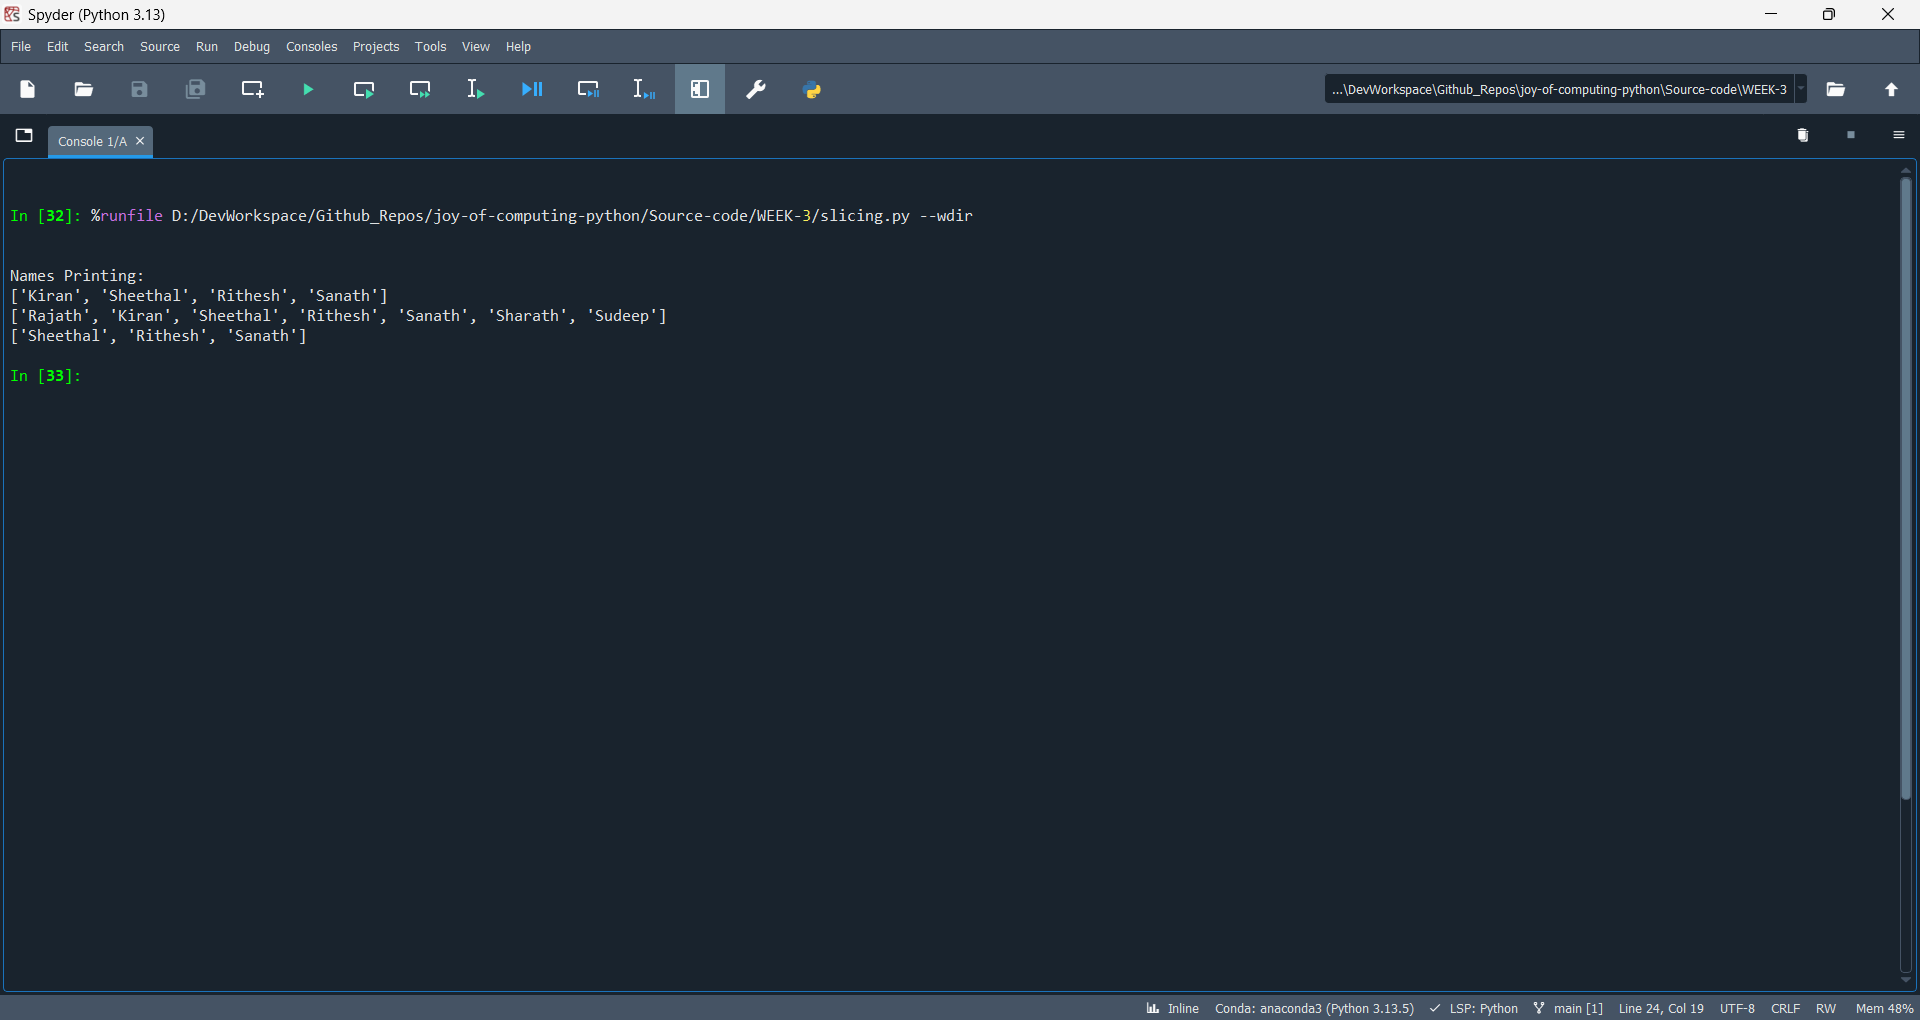 Spyder (Python 3.13)
File Edit Search Source Run Debug Consoles Projects Tools View Help
...\DevWorkspace\Github_Repos\joy-of-computing-python\Source-code\WEEK-3
Console 1/A
In [32]: %runfile D:/DevWorkspace/Github_Repos/joy-of-computing-python/Source-code/WEEK-3/slicing.py --wdir
Names Printing:
['Kiran', 'Sheethal', 'Rithesh', 'Sanath']
['Rajath', 'Kiran', 'Sheethal', 'Rithesh', 'Sanath', 'Sharath', 'Sudeep']
['Sheethal', 'Rithesh', 'Sanath']
In [33]:
Inline Conda: anaconda3 (Python 3.13.5) LSP: Python main [1] Line 24, Col 19 UTF-8 CRLF RW Mem 48%